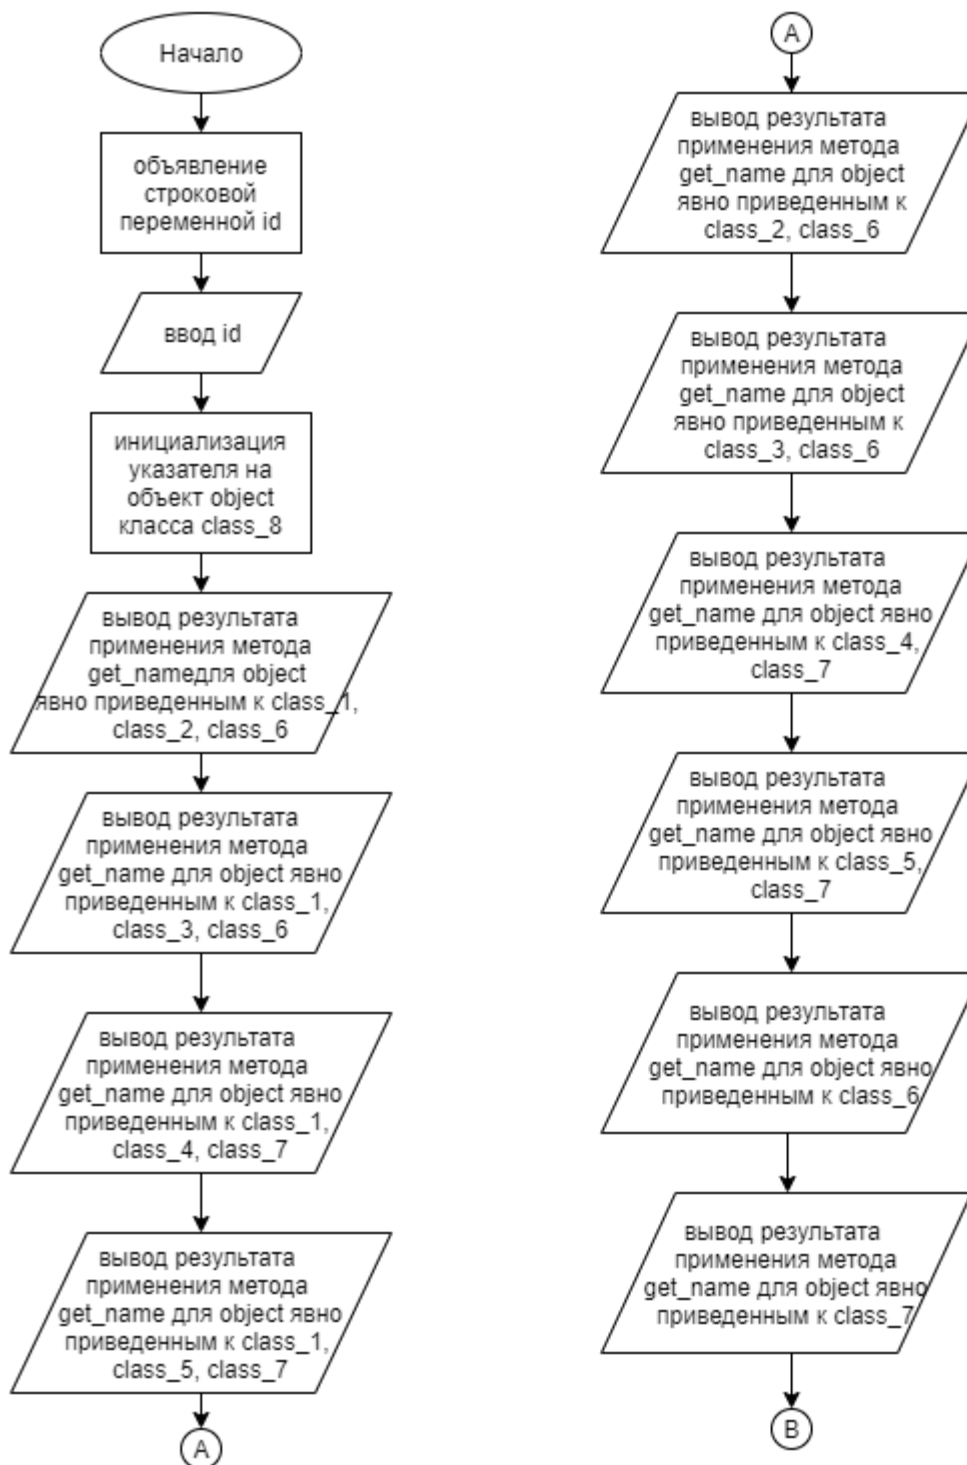 Начало
объявление
строковой
переменной id
ввод id
инициализация
указателя на
объект object
класса class_8
вывод результата
применения метода
get_nameдля object
явно приведенным к class_1,
class_2, class_6
вывод результата
применения метода
get_name для object явно
приведенным к class_1,
class_3, class_6
вывод результата
применения метода
get_name для object явно
приведенным к class_1,
class_4, class_7
вывод результата
применения метода
get_name для object явно
приведенным к class_1,
class_5, class_7
A
A
вывод результата
применения метода
get_name для object
явно приведенным к
class_2, class_6
вывод результата
применения метода
get_name для object
явно приведенным к
class_3, class_6
вывод результата
применения метода
get_name для object явно
приведенным к class_4,
class_7
вывод результата
применения метода
get_name для object явно
приведенным к class_5,
class_7
вывод результата
применения метода
get_name для object явно
приведенным к class_6
вывод результата
применения метода
get_name для object явно
приведенным к class_7
B